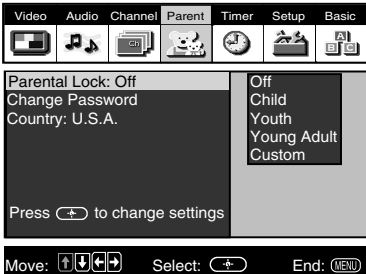 Video Audio Channel Parent Timer Setup Basic
Ch
A
B C
Parental Lock: Off
Change Password
Country: U.S.A.
Off
Child
Youth
Young Adult
Custom
Press to change settings
Move: Select: End: MENU